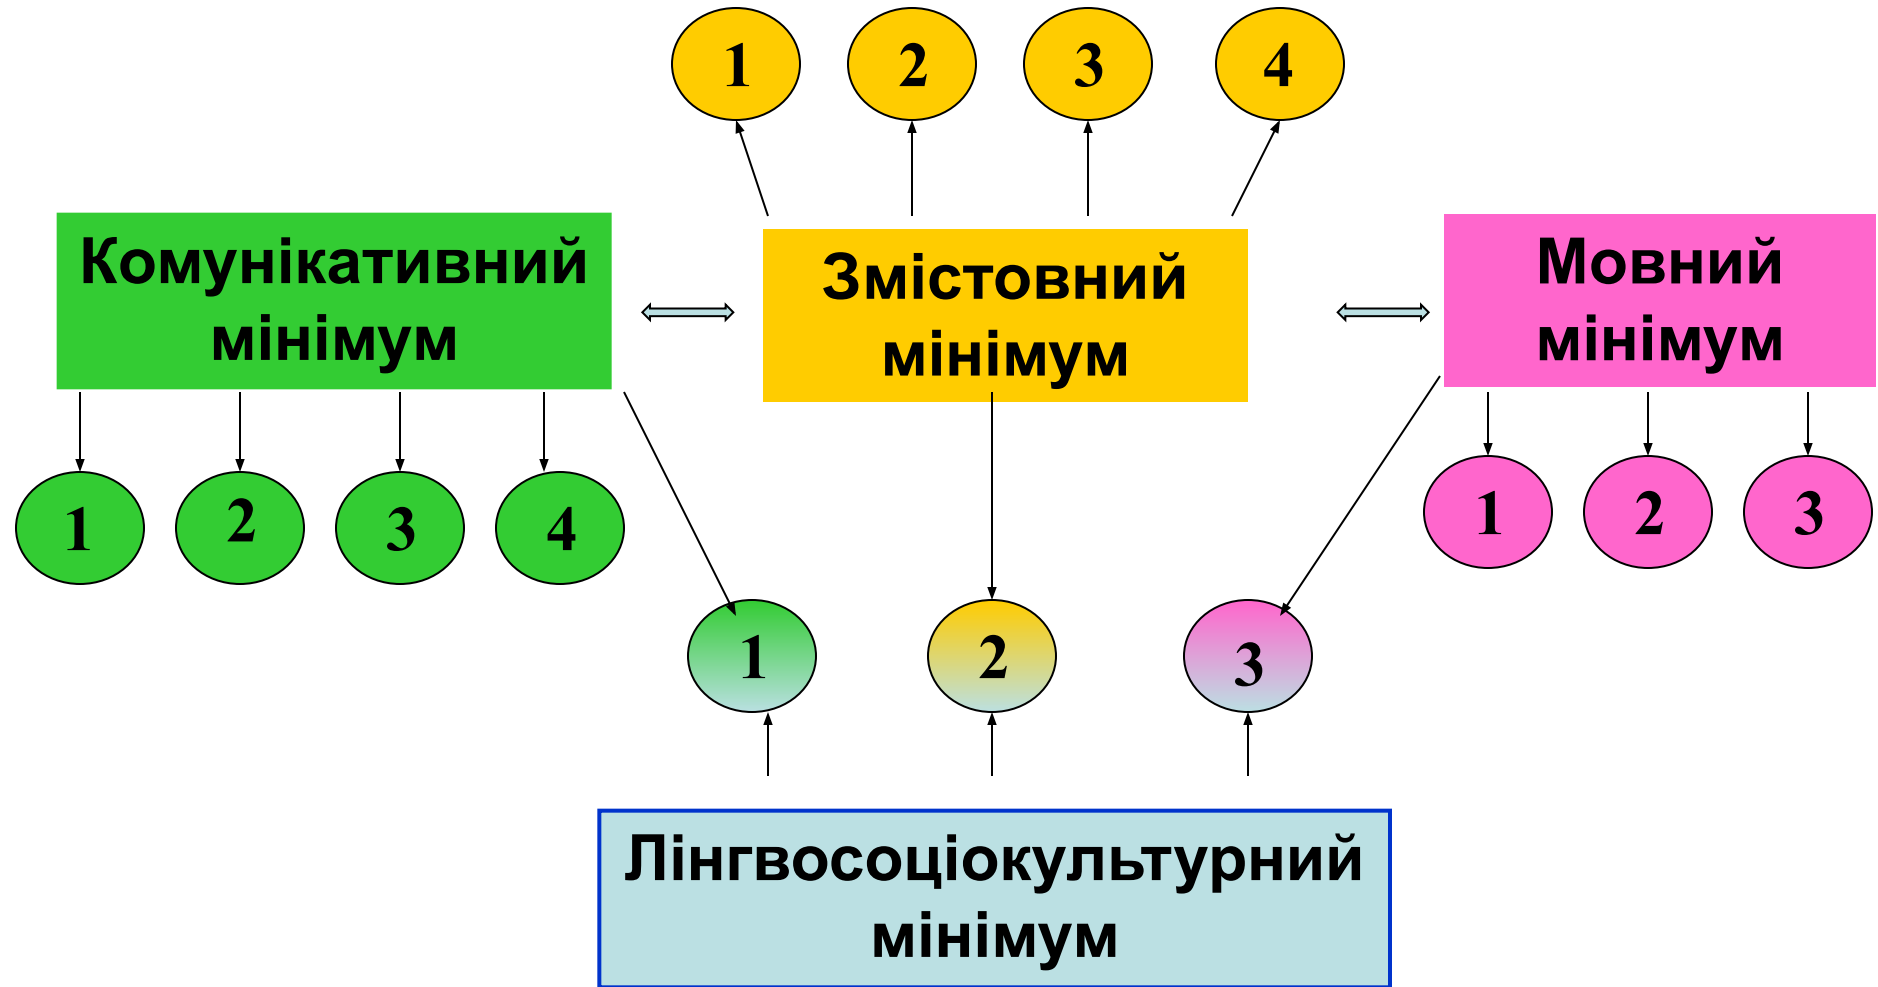 1 2 3 4
Комунікативний
мінімум
Змістовний
мінімум
Мовний
мінімум
1 2 3 4
1 2 3
1 2 3
Лінгвосоціокультурний
мінімум